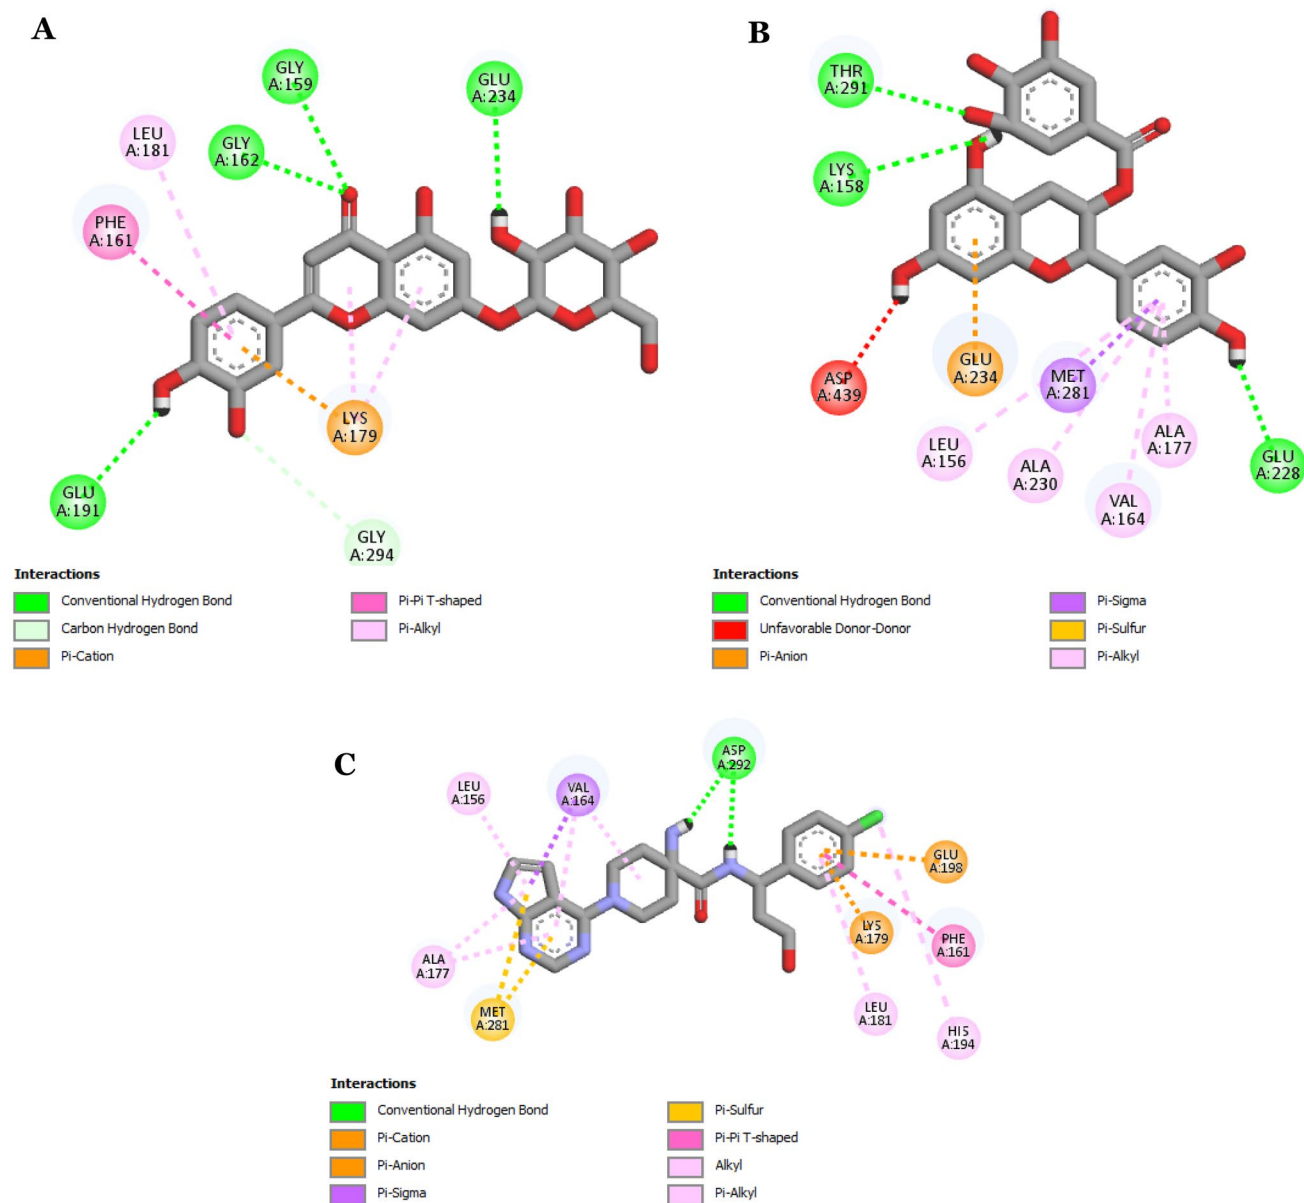 A
GLY
A:159
GLU
A:234
LEU
A:181
GLY
A:162
PHE
A:161
LYS
A:179
GLU
A:191
GLY
A:294
Interactions
Conventional Hydrogen Bond
Carbon Hydrogen Bond
Pi-Cation
Pi-Pi T-shaped
Pi-Alkyl
B
THR
A:291
LYS
A:158
ASP
A:439
GLU
A:234
MET
A:281
LEU
A:156
ALA
A:230
VAL
A:164
ALA
A:177
GLU
A:228
Interactions
Conventional Hydrogen Bond
Unfavorable Donor-Donor
Pi-Anion
Pi-Sigma
Pi-Sulfur
Pi-Alkyl
C
LEU
A:156
VAL
A:164
ASP
A:292
GLU
A:198
LYS
A:179
PHE
A:161
ALA
A:177
MET
A:281
LEU
A:181
HIS
A:194
Interactions
Conventional Hydrogen Bond
Pi-Cation
Pi-Anion
Pi-Sigma
Pi-Sulfur
Pi-Pi T-shaped
Alkyl
Pi-Alkyl